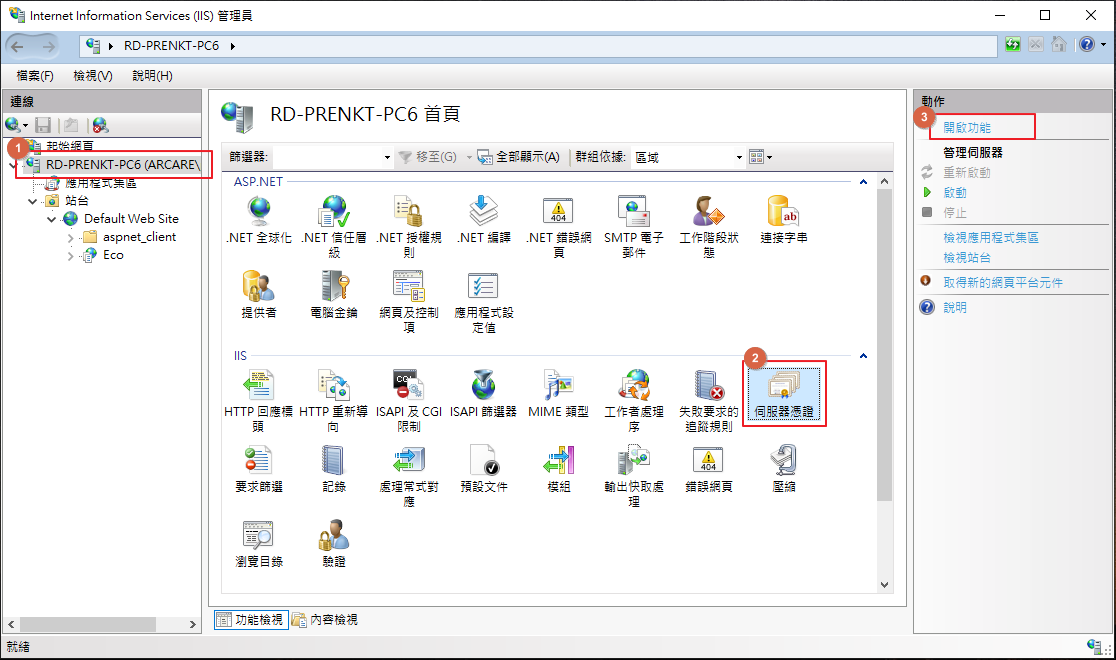 Internet Information Services (IIS) 管理員
RD-PRENKT-PC6
檔案(F) 檢視(V) 說明(H)
連線
起始網頁
1
RD-PRENKT-PC6 (ARCARE\
應用程式集區
站台
Default Web Site
aspnet_client
Eco
RD-PRENKT-PC6 首頁
篩選器: 移至(G) 全部顯示(A) 群組依據: 區域
ASP.NET
.NET 全球化
.NET 信任層
級
.NET 授權規
則
.NET 編譯
404
.NET 錯誤網
頁
SMTP 電子
郵件
工作階段狀
態
ab
連接字串
提供者
電腦金鑰
網頁及控制
項
應用程式設
定值
IIS
HTTP 回應標
頭
HTTP 重新導
向
CGI
ISAPI 及 CGI
限制
ISAPI 篩選器
MIME 類型
工作者處理
序
失敗要求的
追蹤規則
2
伺服器憑證
要求篩選
記錄
處理常式對
應
預設文件
模組
輸出快取處
理
404
錯誤網頁
壓縮
瀏覽目錄
驗證
功能檢視 內容檢視
動作
3
開啟功能
管理伺服器
重新啟動
啟動
停止
檢視應用程式集區
檢視站台
取得新的網頁平台元件
說明
就緒